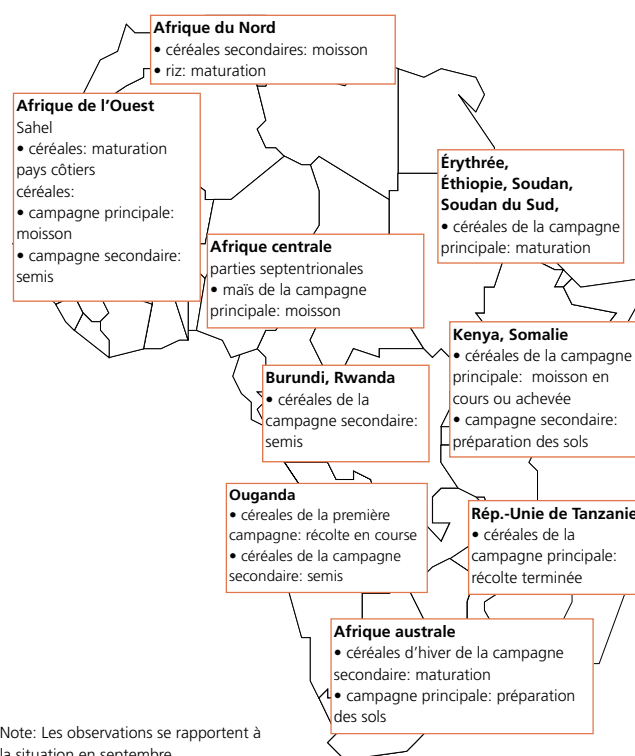 Afrique du Nord
• céréales secondaires: moisson
• riz: maturation
Afrique de l’Ouest
Sahel
• céréales: maturation
pays côtiers
céréales:
• campagne principale:
moisson
• campagne secondaire:
semis
Érythrée,
Éthiopie, Soudan,
Soudan du Sud,
• céréales de la campagne
principale: maturation
Afrique centrale
parties septentrionales
• maïs de la campagne
principale: moisson
Kenya, Somalie
• céréales de la campagne
principale: moisson en
cours ou achevée
• campagne secondaire:
préparation des sols
Burundi, Rwanda
• céréales de la
campagne secondaire:
semis
Ouganda
• céreales de la première
campagne: récolte en course
• céréales de la campagne
secondaire: semis
Rép.-Unie de Tanzanie
• céréales de la
campagne principale:
récolte terminée
Afrique australe
• céréales d’hiver de la campagne
secondaire: maturation
• campagne principale: préparation
des sols
Note: Les observations se rapportent à
la situation en septembre